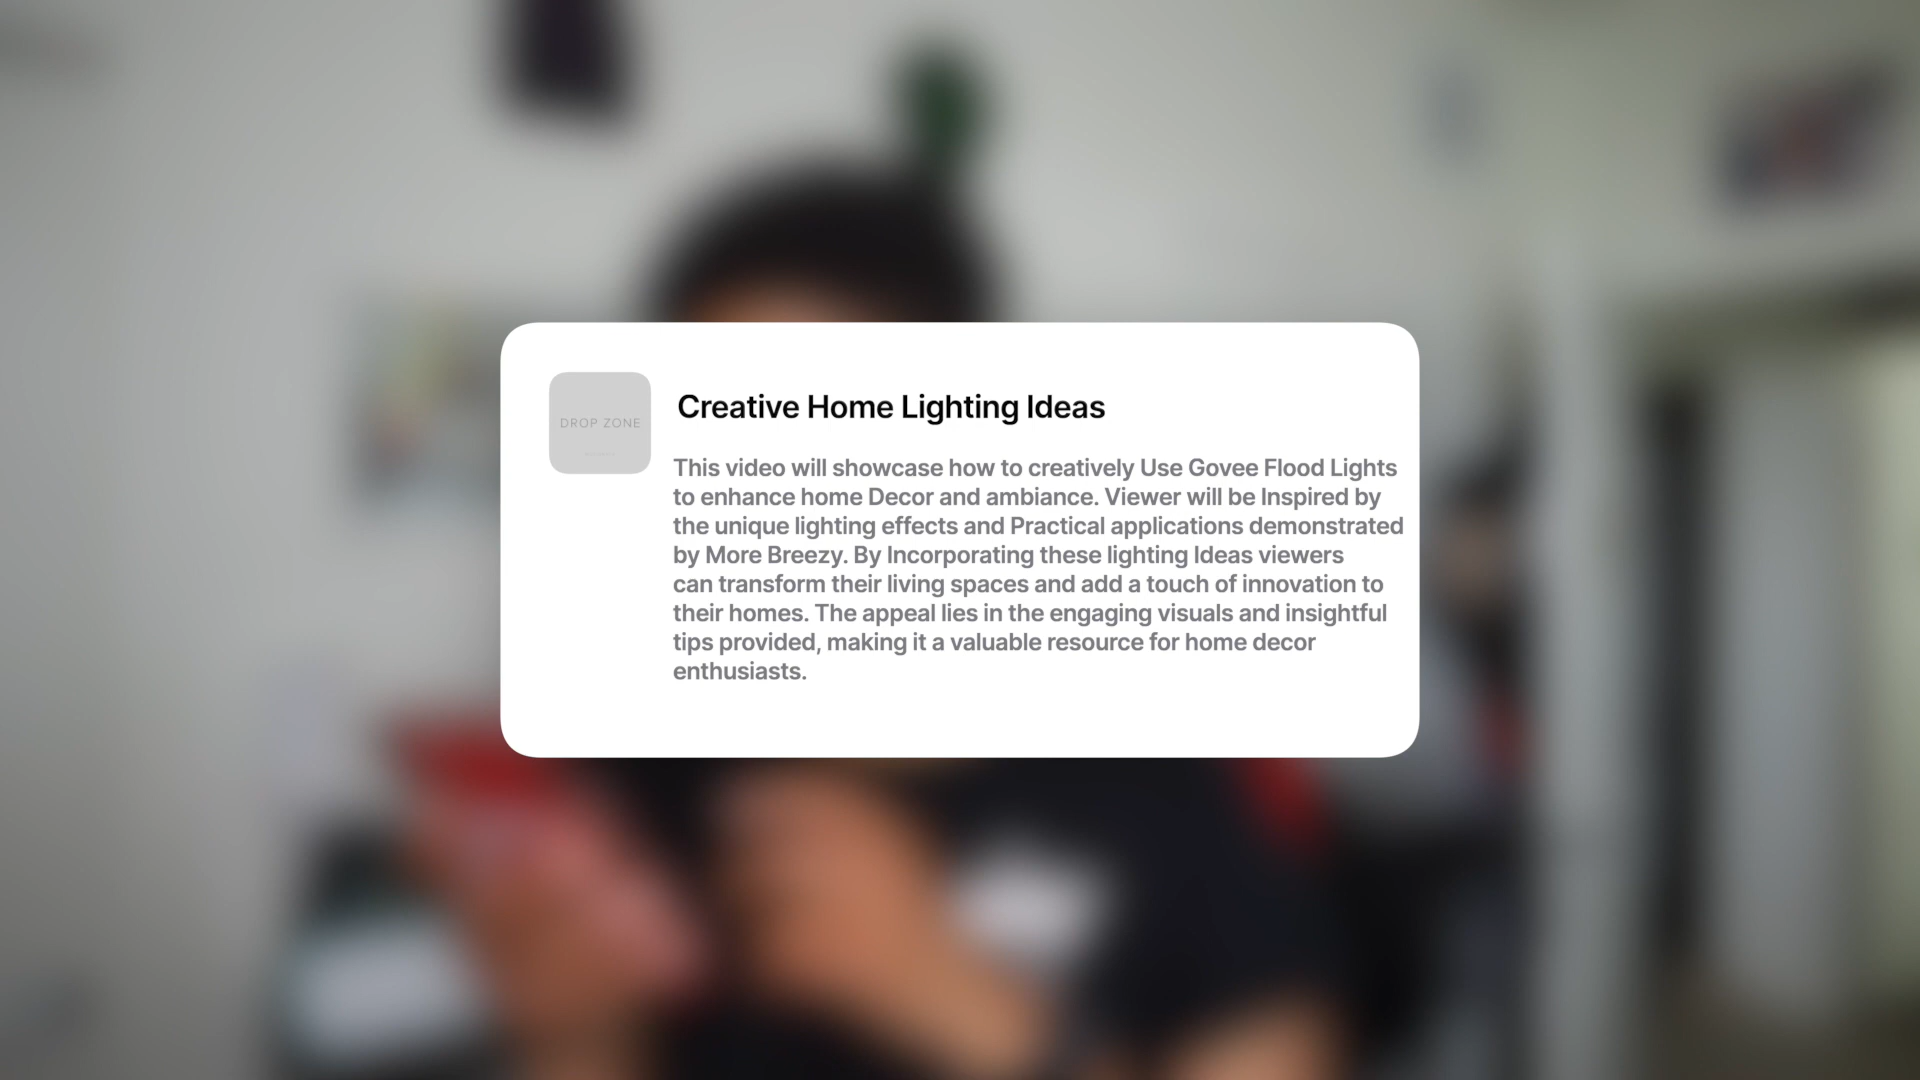 Creative Home Lighting Ideas
DROP ZONE
This video will showcase how to creatively Use Govee Flood Lights
to enhance home Decor and ambiance. Viewer will be Inspired by
the unique lighting effects and Practical applications demonstrated
by More Breezy. By Incorporating these lighting Ideas viewers
can transform their living spaces and add a touch of innovation to
their homes. The appeal lies in the engaging visuals and insightful
tips provided, making it a valuable resource for home decor
enthusiasts.